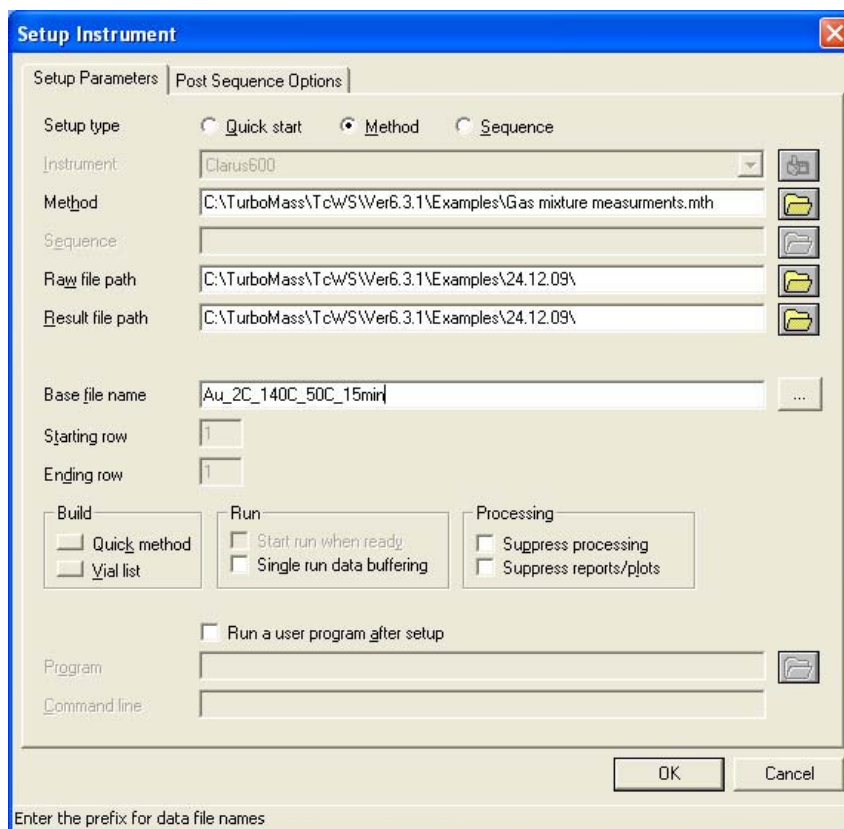 Setup Instrument
Setup Parameters Post Sequence Options
Setup type Quick start Method Sequence
Instrument Clarus600
Method C:\TurboMass\TcWS\Ver6.3.1\Examples\Gas mixture measurments.mth
Sequence
Raw file path C:\TurboMass\TcWS\Ver6.3.1\Examples\24.12.09\
Result file path C:\TurboMass\TcWS\Ver6.3.1\Examples\24.12.09\
Base file name Au_2C_140C_50C_15min ...
Starting row 1
Ending row 1
Build Run Processing
Quick method Start run when ready Suppress processing
Vial list Single run data buffering Suppress reports/plots
Run a user program after setup
Program
Command line
OK Cancel
Enter the prefix for data file names